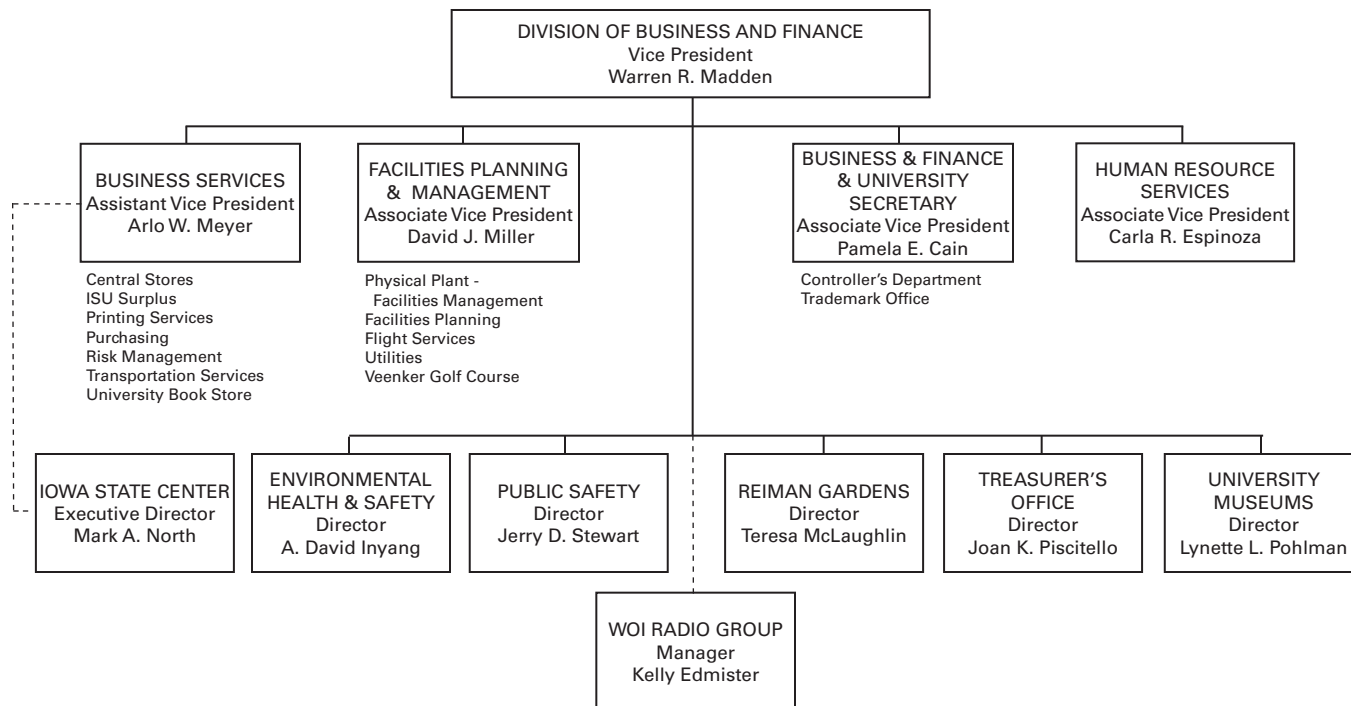 DIVISION OF BUSINESS AND FINANCE
Vice President
Warren R. Madden
BUSINESS SERVICES
Assistant Vice President
Arlo W. Meyer
Central Stores
ISU Surplus
Printing Services
Purchasing
Risk Management
Transportation Services
University Book Store
FACILITIES PLANNING
& MANAGEMENT
Associate Vice President
David J. Miller
Physical Plant -
Facilities Management
Facilities Planning
Flight Services
Utilities
Veenker Golf Course
BUSINESS & FINANCE
& UNIVERSITY
SECRETARY
Associate Vice President
Pamela E. Cain
Controller’s Department
Trademark Office
HUMAN RESOURCE
SERVICES
Associate Vice President
Carla R. Espinoza
IOWA STATE CENTER
Executive Director
Mark A. North
ENVIRONMENTAL
HEALTH & SAFETY
Director
A. David Inyang
PUBLIC SAFETY
Director
Jerry D. Stewart
REIMAN GARDENS
Director
Teresa McLaughlin
TREASURER’S
OFFICE
Director
Joan K. Piscitello
UNIVERSITY
MUSEUMS
Director
Lynette L. Pohlman
WOI RADIO GROUP
Manager
Kelly Edmister